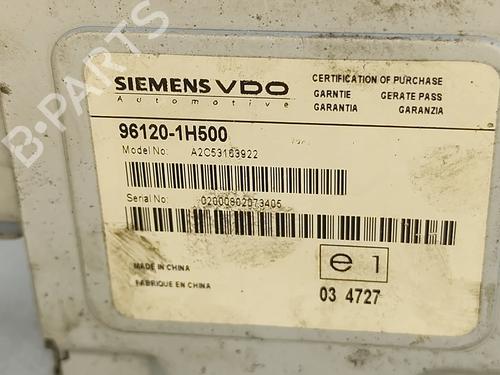 B-PARTS
SIEMENS VDO
Automotive
CERTIFICATION OF PURCHASE
GARNTIE GERATE PASS
GARANTIA GARANZIA
96120-1H500
Model No: A2C53163922
Serial No: 02000902073405
MADE IN CHINA
FABRIQUE EN CHINA
e 1
03 4727